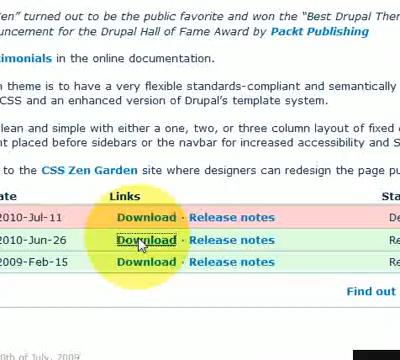 en” turned out to be the public favorite and won the “Best Drupal The
uncement for the Drupal Hall of Fame Award by Packt Publishing
timonials in the online documentation.
n theme is to have a very flexible standards-compliant and semantically
CSS and an enhanced version of Drupal’s template system.
lean and simple with either a one, two, or three column layout of fixed
nt placed before sidebars or the navbar for increased accessibility and S
to the CSS Zen Garden site where designers can redesign the page pu
ate Links Sta
2010-Jul-11 Download · Release notes De
2010-Jun-26 Download · Release notes Re
2009-Feb-15 Download · Release notes Re
Find out
8th of July, 2009